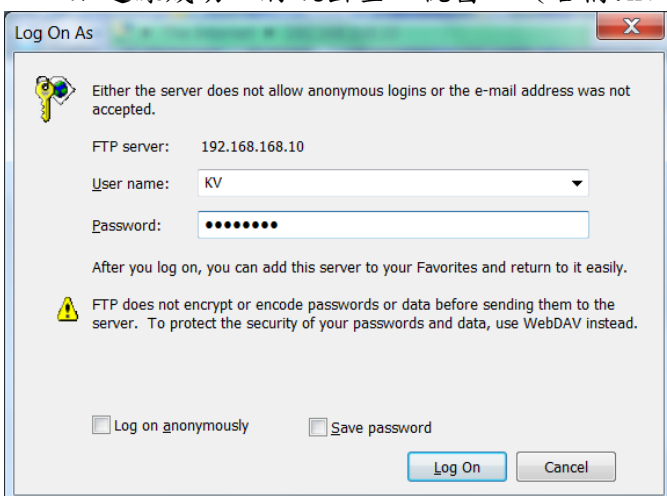 Log On As
Either the server does not allow anonymous logins or the e-mail address was not
accepted.
FTP server: 192.168.168.10
User name: KV
Password: ●●●●●●●●
After you log on, you can add this server to your Favorites and return to it easily.
FTP does not encrypt or encode passwords or data before sending them to the
server. To protect the security of your passwords and data, use WebDAV instead.
Log on anonymously Save password
Log On Cancel